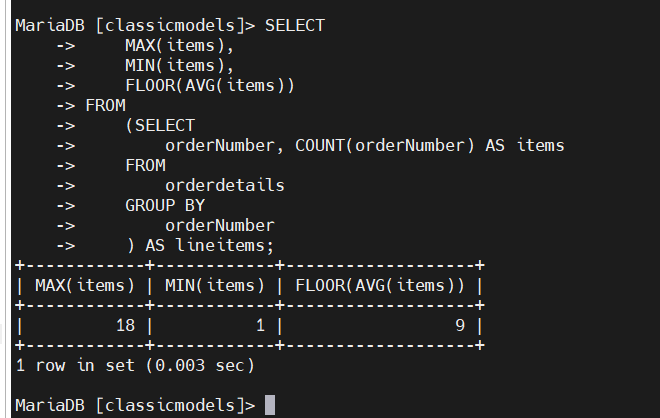 MariaDB [classicmodels]> SELECT
    ->     MAX(items),
    ->     MIN(items),
    ->     FLOOR(AVG(items))
    -> FROM
    ->     (SELECT
    ->         orderNumber, COUNT(orderNumber) AS items
    ->     FROM
    ->         orderdetails
    ->     GROUP BY
    ->         orderNumber
    ->     ) AS lineitems;
+------------+------------+-------------------+
| MAX(items) | MIN(items) | FLOOR(AVG(items)) |
+------------+------------+-------------------+
|         18 |          1 |                 9 |
+------------+------------+-------------------+
1 row in set (0.003 sec)
MariaDB [classicmodels]>